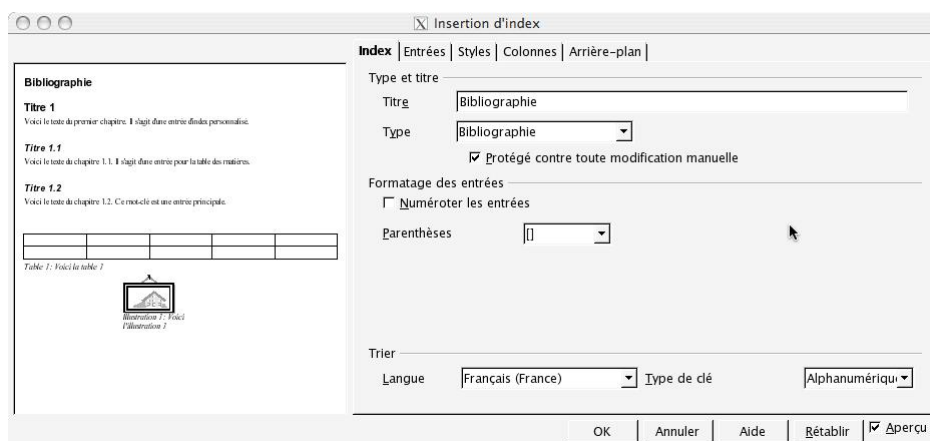 X Insertion d'index
Bibliographie
Titre 1
Voici le texte du premier chapitre. Il s'agit d'une entrée d'index personnalisé.
Titre 1.1
Voici le texte du chapitre 1.1. Il s'agit d'une entrée pour la table des matières.
Titre 1.2
Voici le texte du chapitre 1.2. Ce mot-clé est une entrée principale.
Table 1: Voici la table 1
Illustration 1: Voici
l'illustration 1
Index Entrées Styles Colonnes Arrière-plan
Type et titre
Titre Bibliographie
Type Bibliographie
Protégé contre toute modification manuelle
Formatage des entrées
Numéroter les entrées
Parenthèses []
Trier
Langue Français (France) Type de clé Alphanumériqu
OK Annuler Aide Rétablir Aperçu